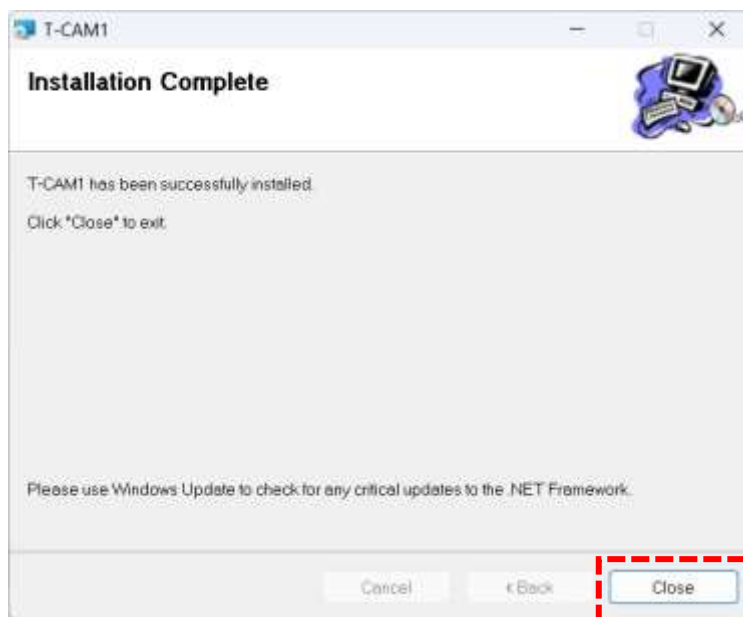 T-CAM1
Installation Complete
T-CAM1 has been successfully installed.
Click "Close" to exit.
Please use Windows Update to check for any critical updates to the .NET Framework.
Cancel < Back Close